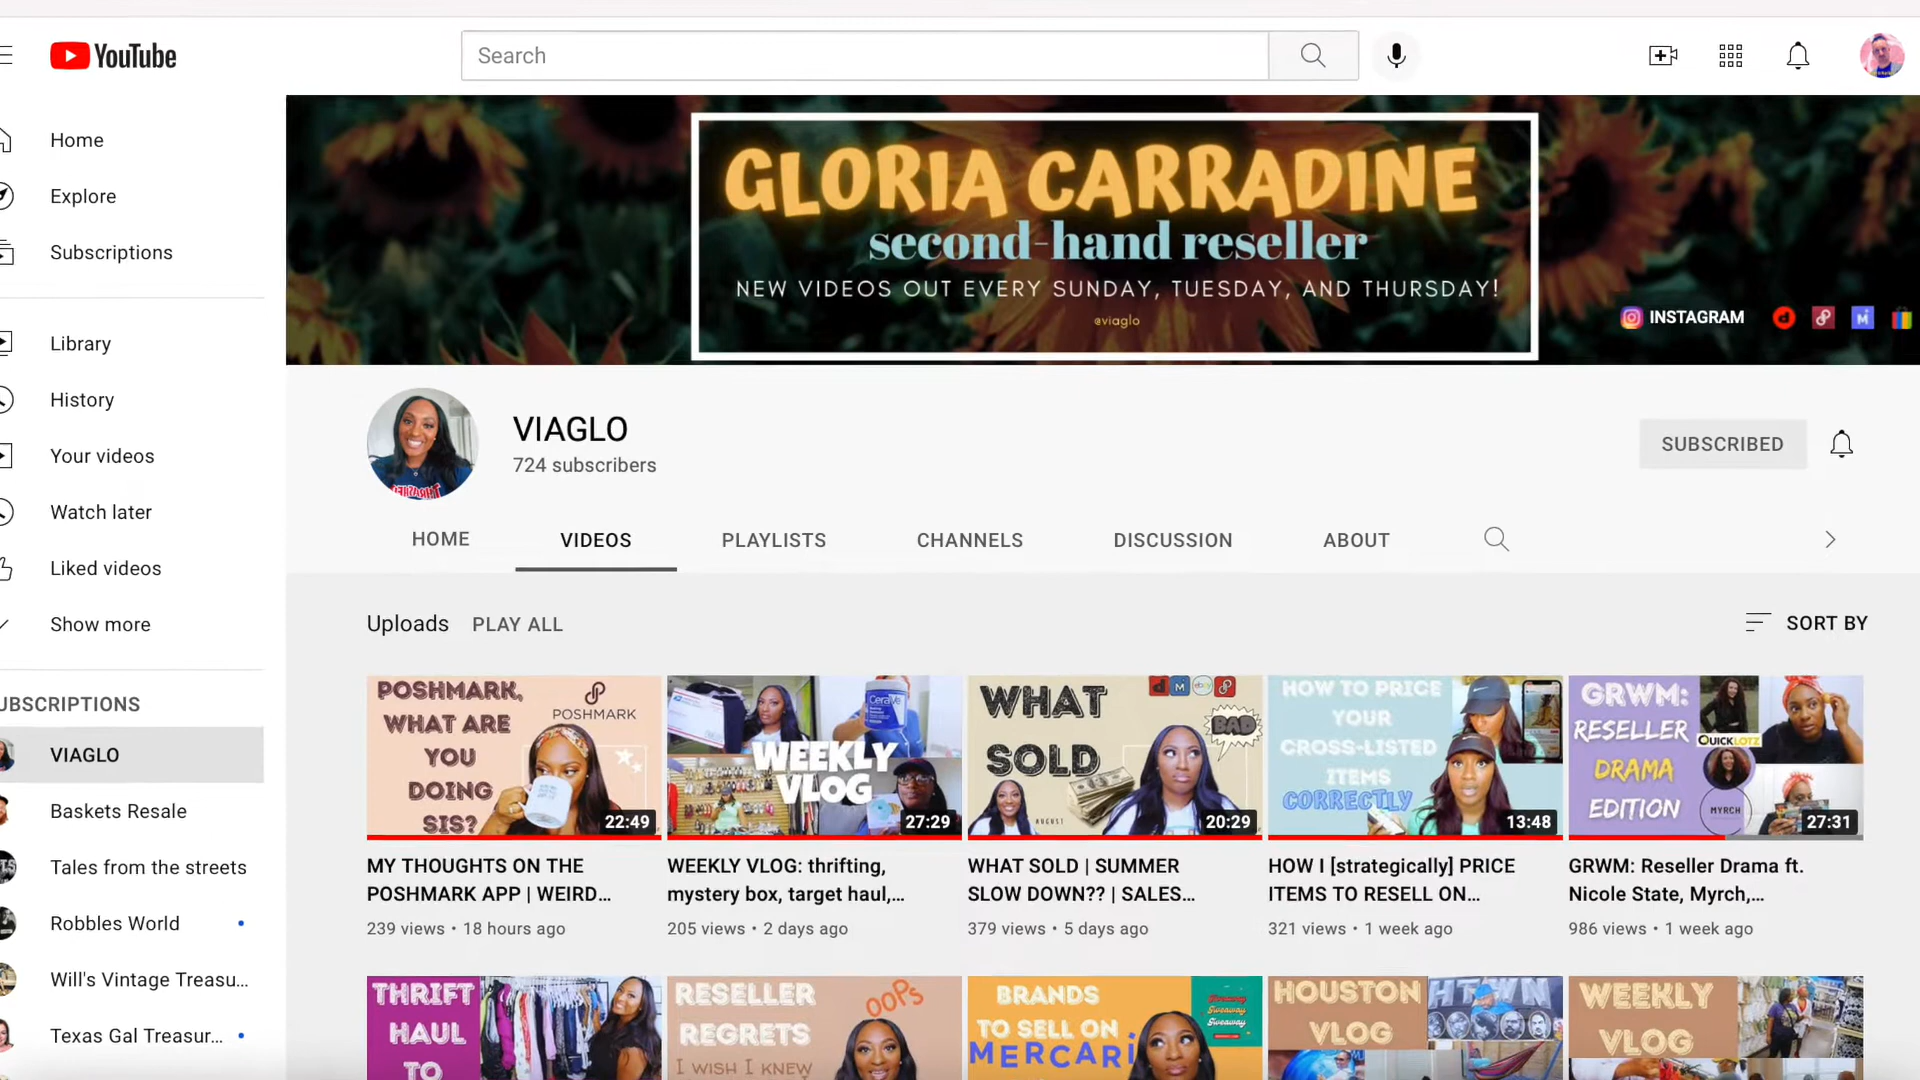 YouTube
Search
Home
Explore
Subscriptions
Library
History
Your videos
Watch later
Liked videos
Show more
UBSCRIPTIONS
VIAGLO
Baskets Resale
Tales from the streets
Robbles World
Will's Vintage Treasu...
Texas Gal Treasur...
GLORIA CARRADINE
second-hand reseller
NEW VIDEOS OUT EVERY SUNDAY, TUESDAY, AND THURSDAY!
@viaglo
INSTAGRAM
VIAGLO
724 subscribers
SUBSCRIBED
HOME VIDEOS PLAYLISTS CHANNELS DISCUSSION ABOUT
Uploads PLAY ALL
SORT BY
POSHMARK,
WHAT ARE
YOU
DOING
SIS?
POSHMARK
22:49
MY THOUGHTS ON THE
POSHMARK APP | WEIRD...
239 views • 18 hours ago
CeraVe
WEEKLY
VLOG
27:29
WEEKLY VLOG: thrifting,
mystery box, target haul,...
205 views • 2 days ago
WHAT
SOLD
BAD
AUGUST
20:29
WHAT SOLD | SUMMER
SLOW DOWN?? | SALES...
379 views • 5 days ago
HOW TO PRICE
YOUR
CROSS-LISTED
ITEMS
CORRECTLY
13:48
HOW I [strategically] PRICE
ITEMS TO RESELL ON...
321 views • 1 week ago
GRWM:
RESELLER
DRAMA
EDITION
QUICKLOTZ
MYRCH
27:31
GRWM: Reseller Drama ft.
Nicole State, Myrch,...
986 views • 1 week ago
THRIFT
HAUL
TO
RESELLER
REGRETS
I WISH I KNEW
OOPS
BRANDS
TO SELL ON
MERCARI
Giveaway
Giveaway
Giveaway
HOUSTON
VLOG
HTWN
WEEKLY
VLOG